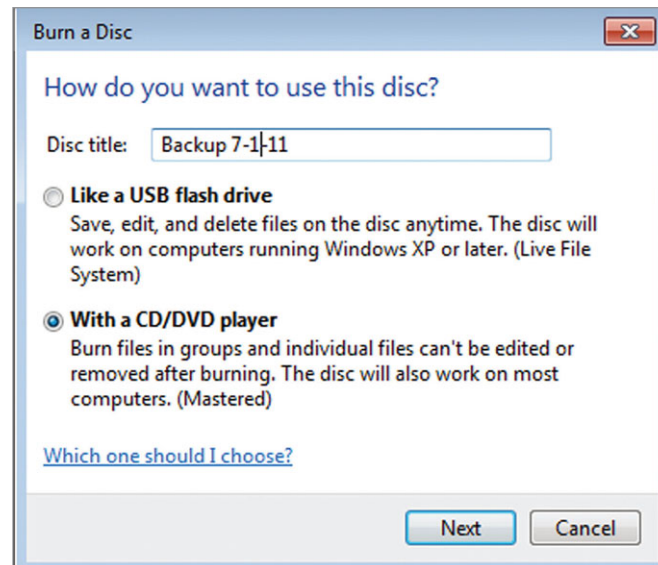 Burn a Disc
How do you want to use this disc?
Disc title: Backup 7-1-11
Like a USB flash drive
Save, edit, and delete files on the disc anytime. The disc will
work on computers running Windows XP or later. (Live File
System)
With a CD/DVD player
Burn files in groups and individual files can't be edited or
removed after burning. The disc will also work on most
computers. (Mastered)
Which one should I choose?
Next Cancel